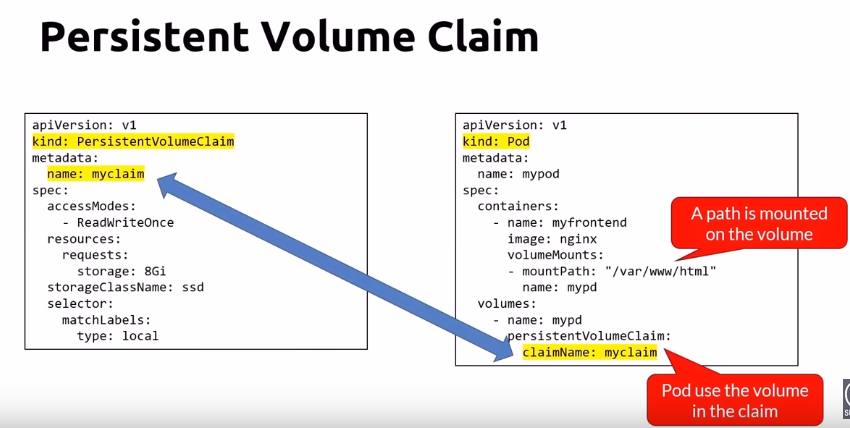 Persistent Volume Claim
apiVersion: v1
kind: PersistentVolumeClaim
metadata:
  name: myclaim
spec:
  accessModes:
    - ReadWriteOnce
  resources:
    requests:
      storage: 8Gi
  storageClassName: ssd
  selector:
    matchLabels:
      type: local
apiVersion: v1
kind: Pod
metadata:
  name: mypod
spec:
  containers:
    - name: myfrontend
      image: nginx
      volumeMounts:
      - mountPath: "/var/www/html"
        name: mypd
  volumes:
    - name: mypd
      persistentVolumeClaim:
        claimName: myclaim
A path is mounted
on the volume
Pod use the volume
in the claim